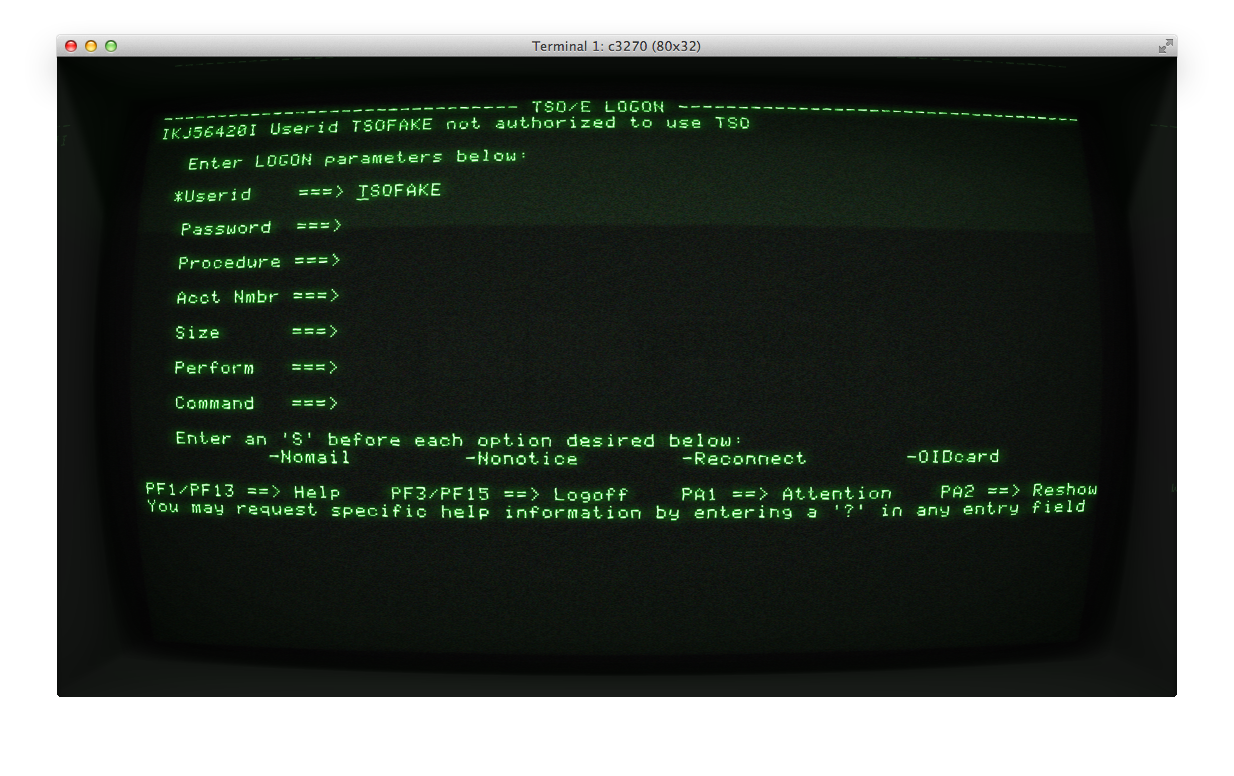 Terminal 1: c3270 (80x32)
------------------------------- TSO/E LOGON -----------------------------------
IKJ56420I Userid TSOFAKE not authorized to use TSO
Enter LOGON parameters below:
*Userid ===> TSOFAKE
Password ===>
Procedure ===>
Acct Nmbr ===>
Size ===>
Perform ===>
Command ===>
Enter an 'S' before each option desired below:
-Nomail -Nonotice -Reconnect -OIDcard
PF1/PF13 ==> Help PF3/PF15 ==> Logoff PA1 ==> Attention PA2 ==> Reshow
You may request specific help information by entering a '?' in any entry field